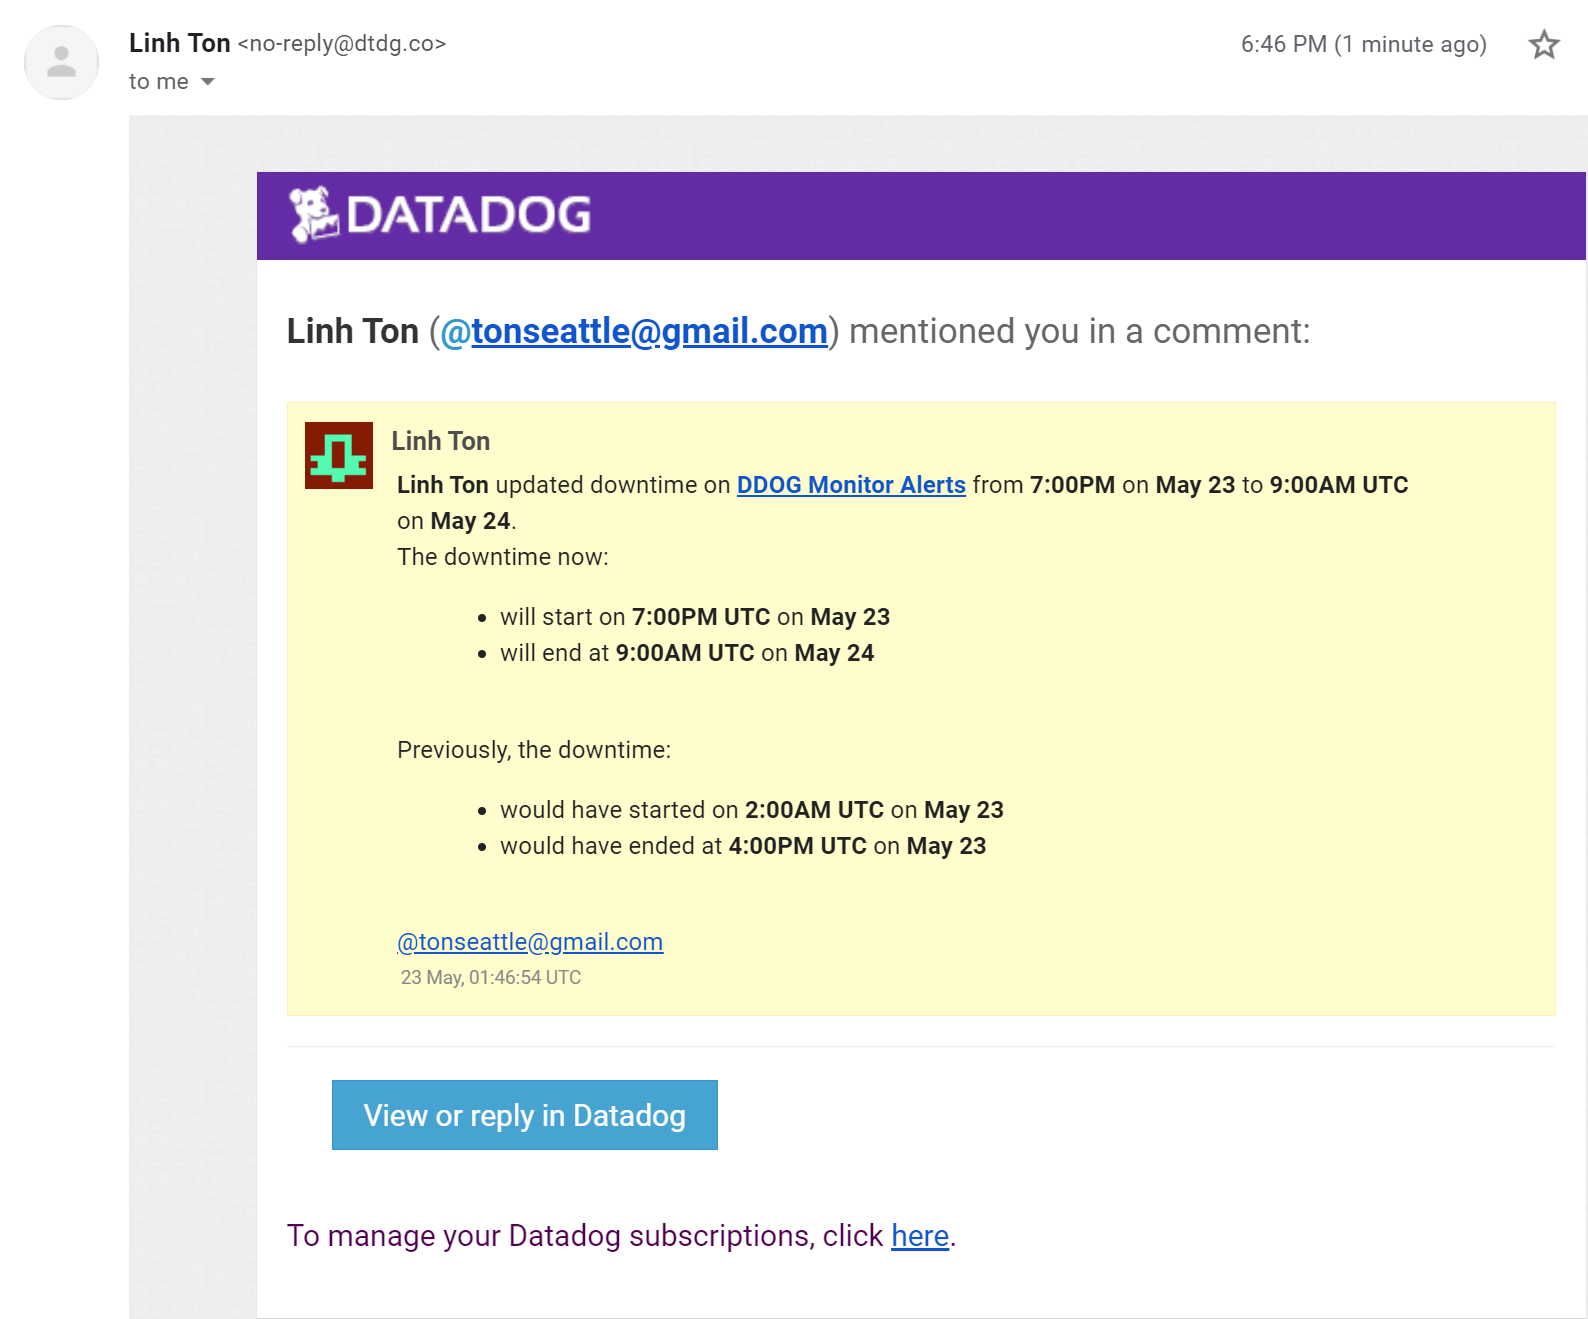 Linh Ton <no-reply@dtdg.co>
6:46 PM (1 minute ago)
to me
DATADOG
Linh Ton (@tonseattle@gmail.com) mentioned you in a comment:
Linh Ton
Linh Ton updated downtime on DDOG Monitor Alerts from 7:00PM on May 23 to 9:00AM UTC
on May 24.
The downtime now:
• will start on 7:00PM UTC on May 23
• will end at 9:00AM UTC on May 24
Previously, the downtime:
• would have started on 2:00AM UTC on May 23
• would have ended at 4:00PM UTC on May 23
@tonseattle@gmail.com
23 May, 01:46:54 UTC
View or reply in Datadog
To manage your Datadog subscriptions, click here.